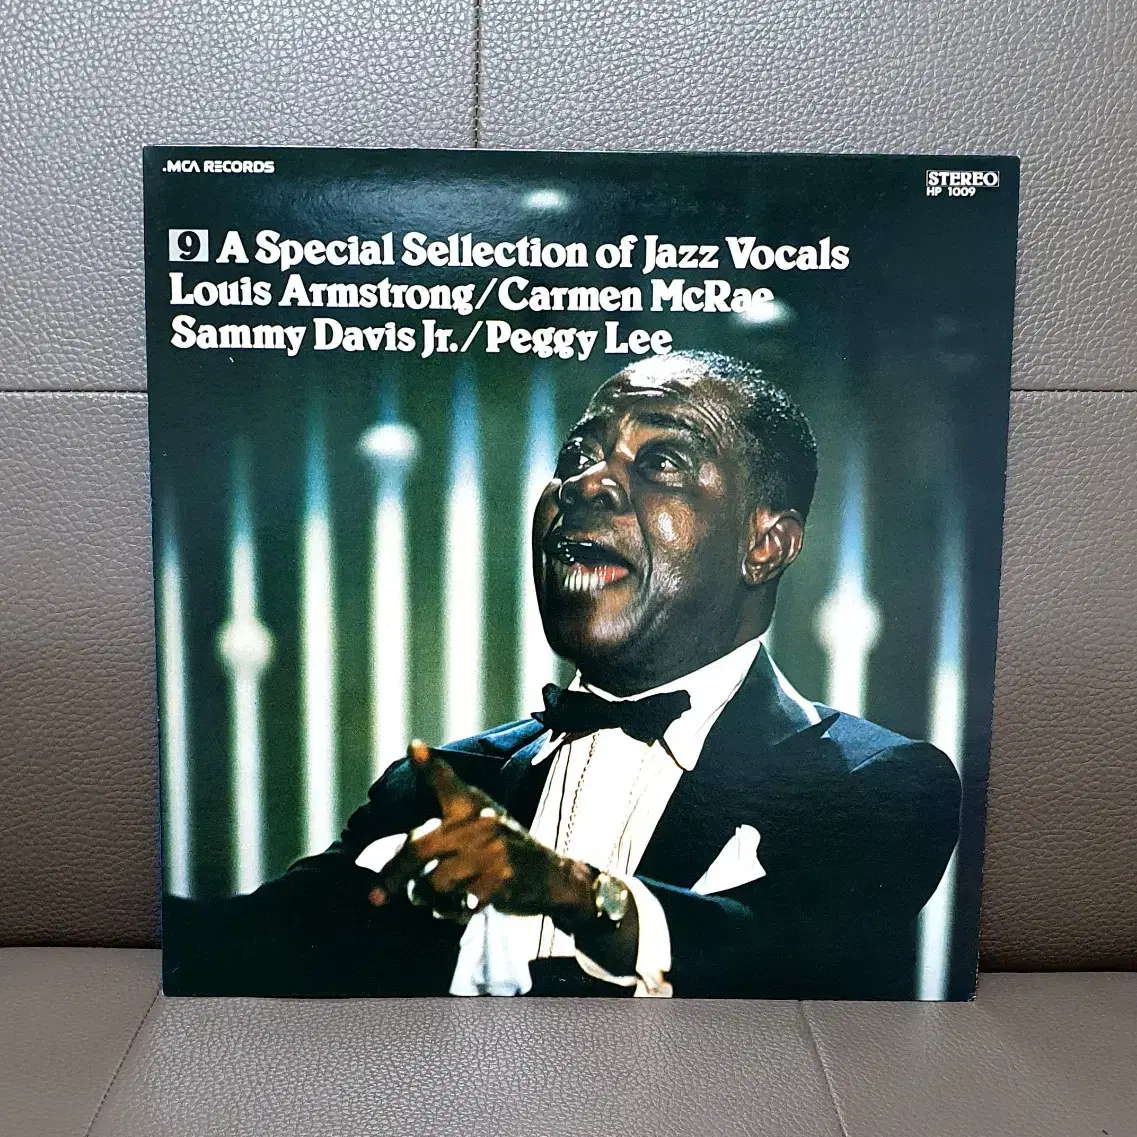 .MCA RECORDS
STEREO
HP 1009
9 A Special Sellection of Jazz Vocals
Louis Armstrong/Carmen McRae
Sammy Davis Jr./Peggy Lee